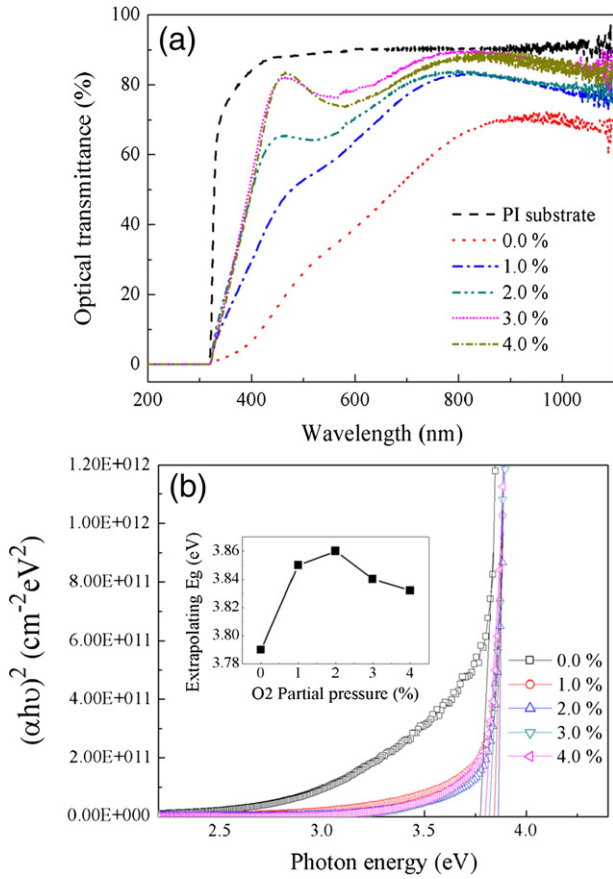 (a)
Optical transmittance (%)
100
80
60
40
20
0
PI substrate
0.0 %
1.0 %
2.0 %
3.0 %
4.0 %
200
400
600
800
1000
Wavelength (nm)
(b)
(αhυ)² (cm⁻²eV²)
1.20E+012
1.00E+012
8.00E+011
6.00E+011
4.00E+011
2.00E+011
0.00E+000
Extrapolating Eg (eV)
3.86
3.84
3.80
3.78
0
1
2
3
4
O2 Partial pressure (%)
0.0 %
1.0 %
2.0 %
3.0 %
4.0 %
2.5
3.0
3.5
4.0
Photon energy (eV)